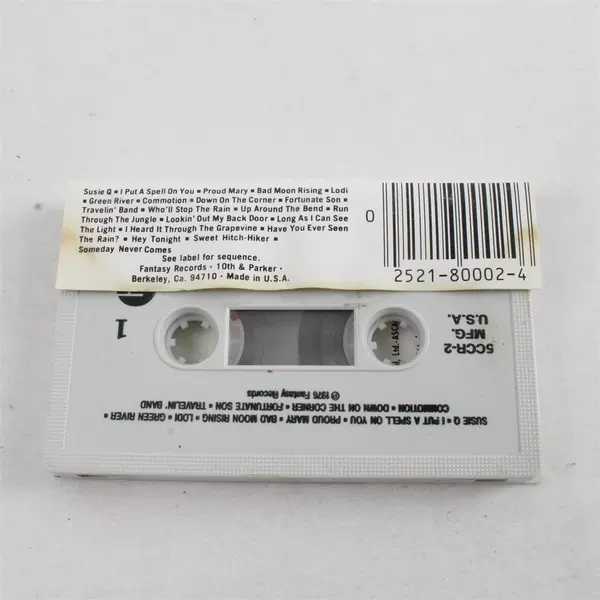 Susie Q ▪ I Put A Spell On You ▪ Proud Mary ▪ Bad Moon Rising ▪ Lodi
▪ Green River ▪ Commotion ▪ Down On The Corner ▪ Fortunate Son ▪
Travelin' Band ▪ Who'll Stop The Rain ▪ Up Around The Bend ▪ Run
Through The Jungle ▪ Lookin' Out My Back Door ▪ Long As I Can See
The Light ▪ I Heard It Through The Grapevine ▪ Have You Ever Seen
The Rain? ▪ Hey Tonight ▪ Sweet Hitch-Hiker ▪
Someday Never Comes
See label for sequence.
Fantasy Records · 10th & Parker ·
Berkeley, Ca. 94710 · Made in U.S.A.
0
2521-80002-4
1
5CCR-2
MFG.
U.S.A.
Ltd.-ASCA
℗ 1976 Fantasy Records
SUSIE Q ▪ I PUT A SPELL ON YOU ▪ PROUD MARY ▪ BAD MOON RISING ▪ LODI ▪ GREEN RIVER ▪
COMMOTION ▪ DOWN ON THE CORNER ▪ FORTUNATE SON ▪ TRAVELIN' BAND